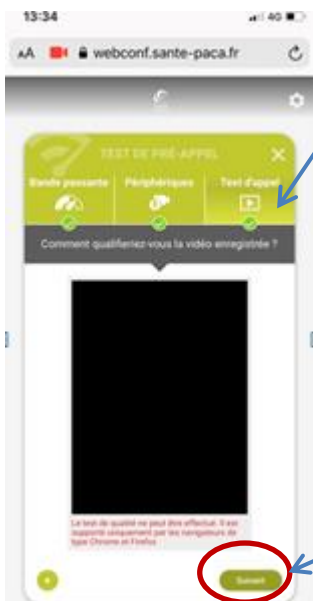 13:34
4G
AA webconf.sante-paca.fr
TEST DE PRÉ-APPEL
Bande passante Périphériques Test d'appel
Comment qualifieriez-vous la vidéo enregistrée ?
Le test de qualité ne peut être effectué. Il est
supporté uniquement par les navigateurs de
type Chrome et Firefox
Suivant